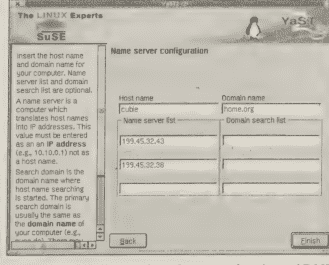 The LINUX Experts
SuSE
YaST
Insert the host name
and domain name for
your computer. Name
server list and domain
search list are optional.
A name server is a
computer which
translates host names
into IP addresses. This
value must be entered
as an IP address
(e.g., 10.10.0.1) not as
a host name.
Search domain is the
domain name where
host name searching
is started. The primary
search domain is
usually the same as
the domain name of
your computer (e.g.,
Name server configuration
Host name
cubie
Domain name
home.org
Name server list
Domain search list
199.45.32.43
199.45.32.38
Back
Finish